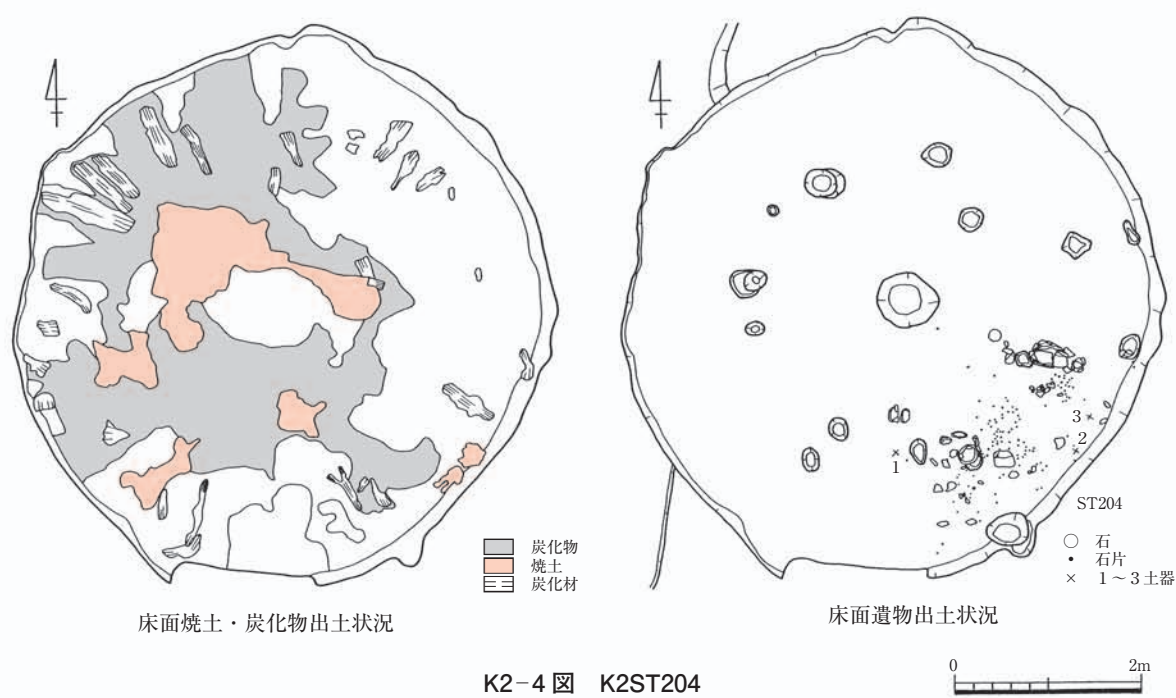 炭化物
焼土
炭化材
床面焼土・炭化物出土状況
3
2
1
ST204
石
石片
× 1～3土器
床面遺物出土状況
K2-4図 K2ST204
0 2m